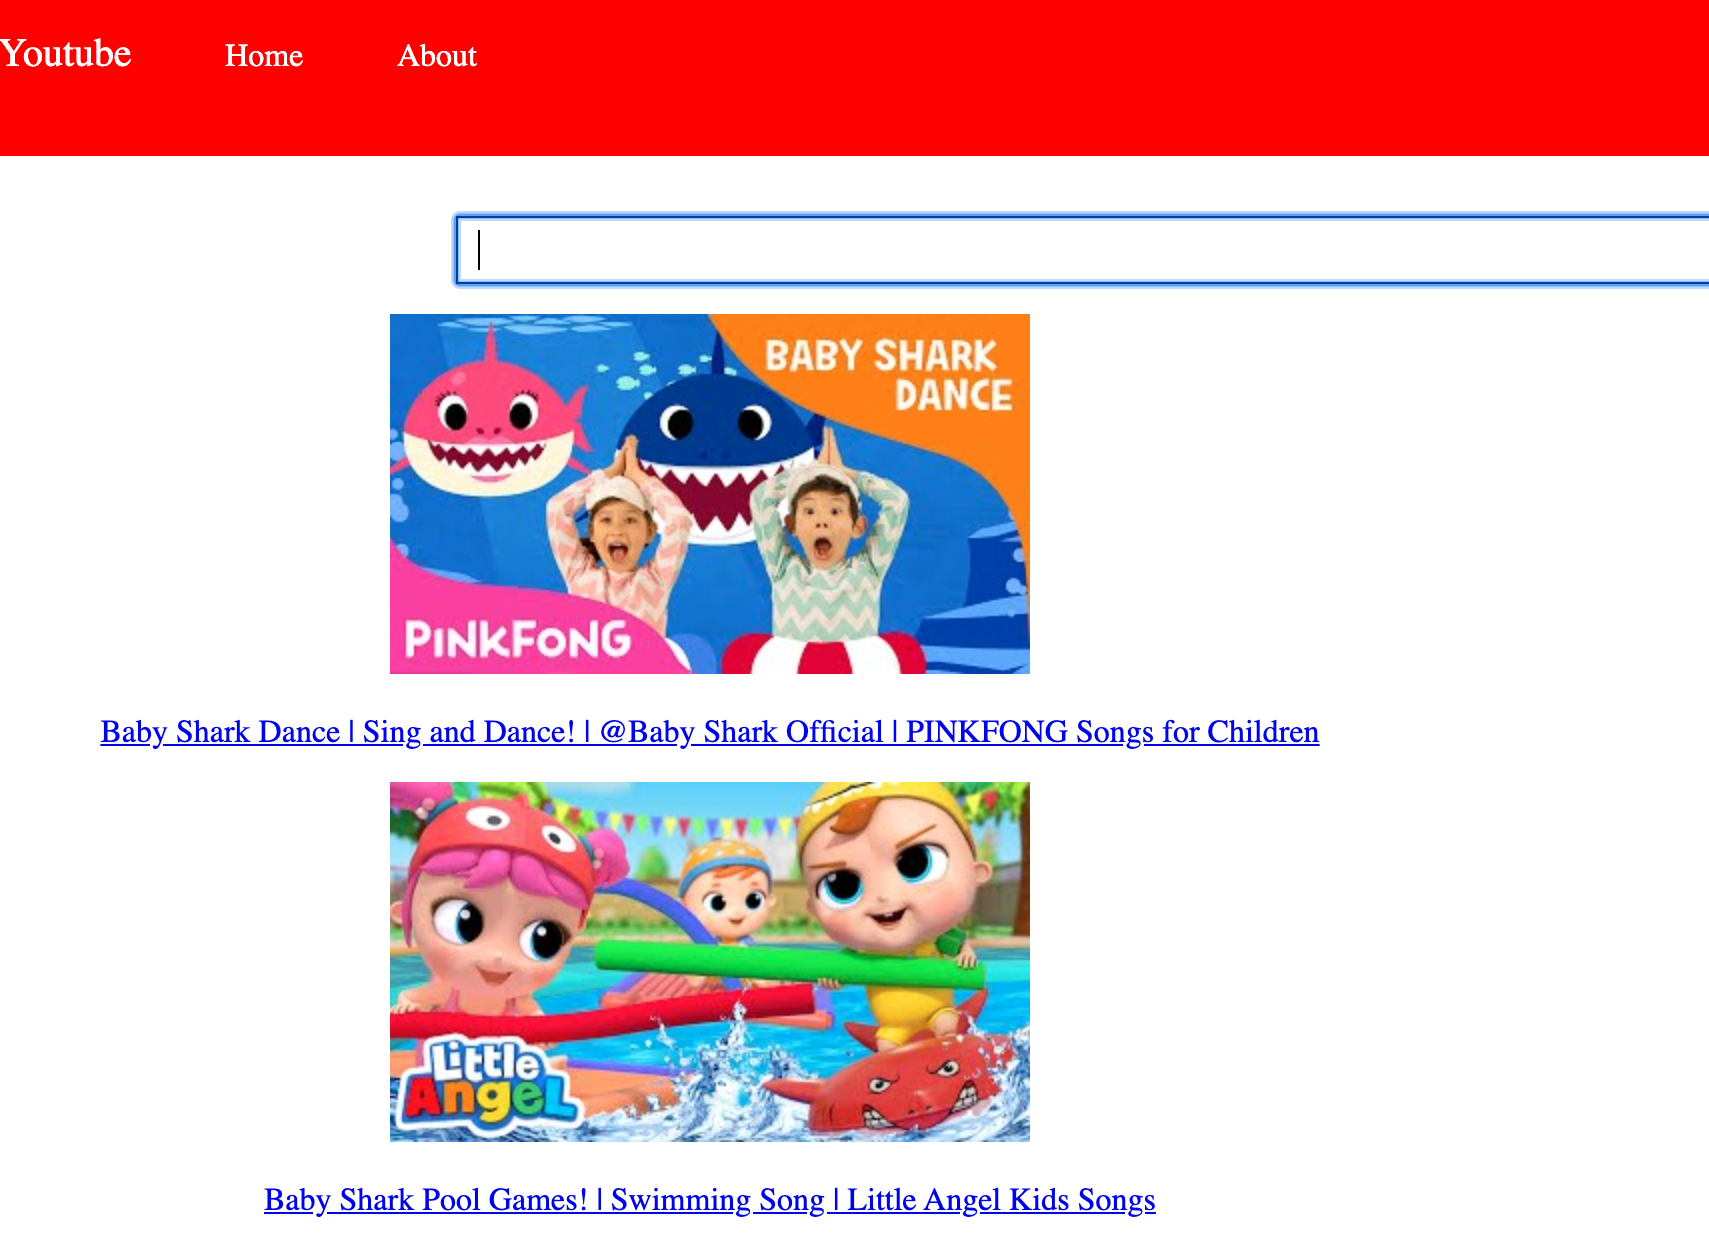 Youtube Home About
BABY SHARK
DANCE
PINKFONG
Baby Shark Dance | Sing and Dance! | @Baby Shark Official | PINKFONG Songs for Children
Little
Angel
Baby Shark Pool Games! | Swimming Song | Little Angel Kids Songs